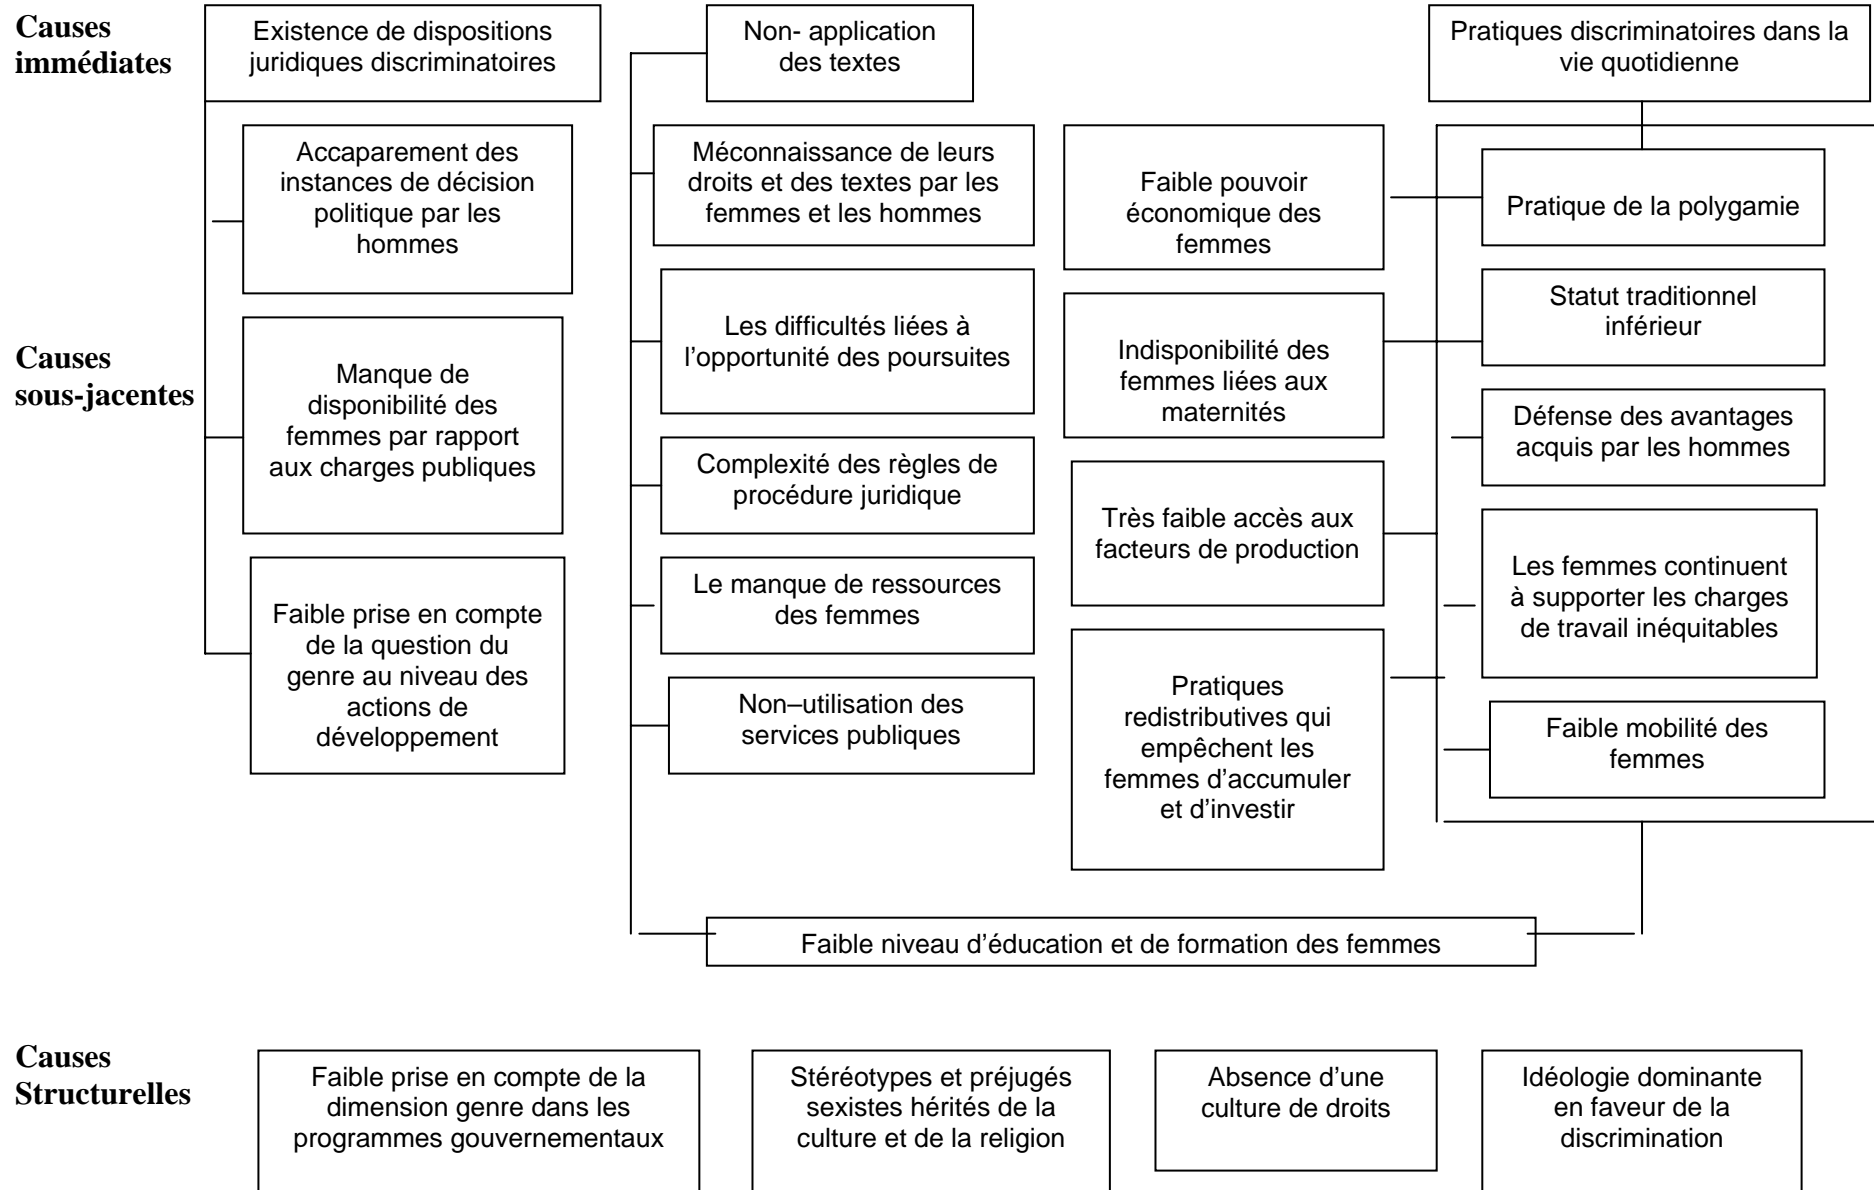 Causes
immédiates
Existence de dispositions
juridiques discriminatoires
Non- application
des textes
Pratiques discriminatoires dans la
vie quotidienne
Causes
sous-jacentes
Accaparement des
instances de décision
politique par les
hommes
Manque de
disponibilité des
femmes par rapport
aux charges publiques
Faible prise en compte
de la question du
genre au niveau des
actions de
développement
Méconnaissance de leurs
droits et des textes par les
femmes et les hommes
Les difficultés liées à
l’opportunité des poursuites
Complexité des règles de
procédure juridique
Le manque de ressources
des femmes
Non–utilisation des
services publiques
Faible pouvoir
économique des
femmes
Indisponibilité des
femmes liées aux
maternités
Très faible accès aux
facteurs de production
Pratiques
redistributives qui
empêchent les
femmes d’accumuler
et d’investir
Pratique de la polygamie
Statut traditionnel
inférieur
Défense des avantages
acquis par les hommes
Les femmes continuent
à supporter les charges
de travail inéquitables
Faible mobilité des
femmes
Faible niveau d’éducation et de formation des femmes
Causes
Structurelles
Faible prise en compte de la
dimension genre dans les
programmes gouvernementaux
Stéréotypes et préjugés
sexistes hérités de la
culture et de la religion
Absence d’une
culture de droits
Idéologie dominante
en faveur de la
discrimination